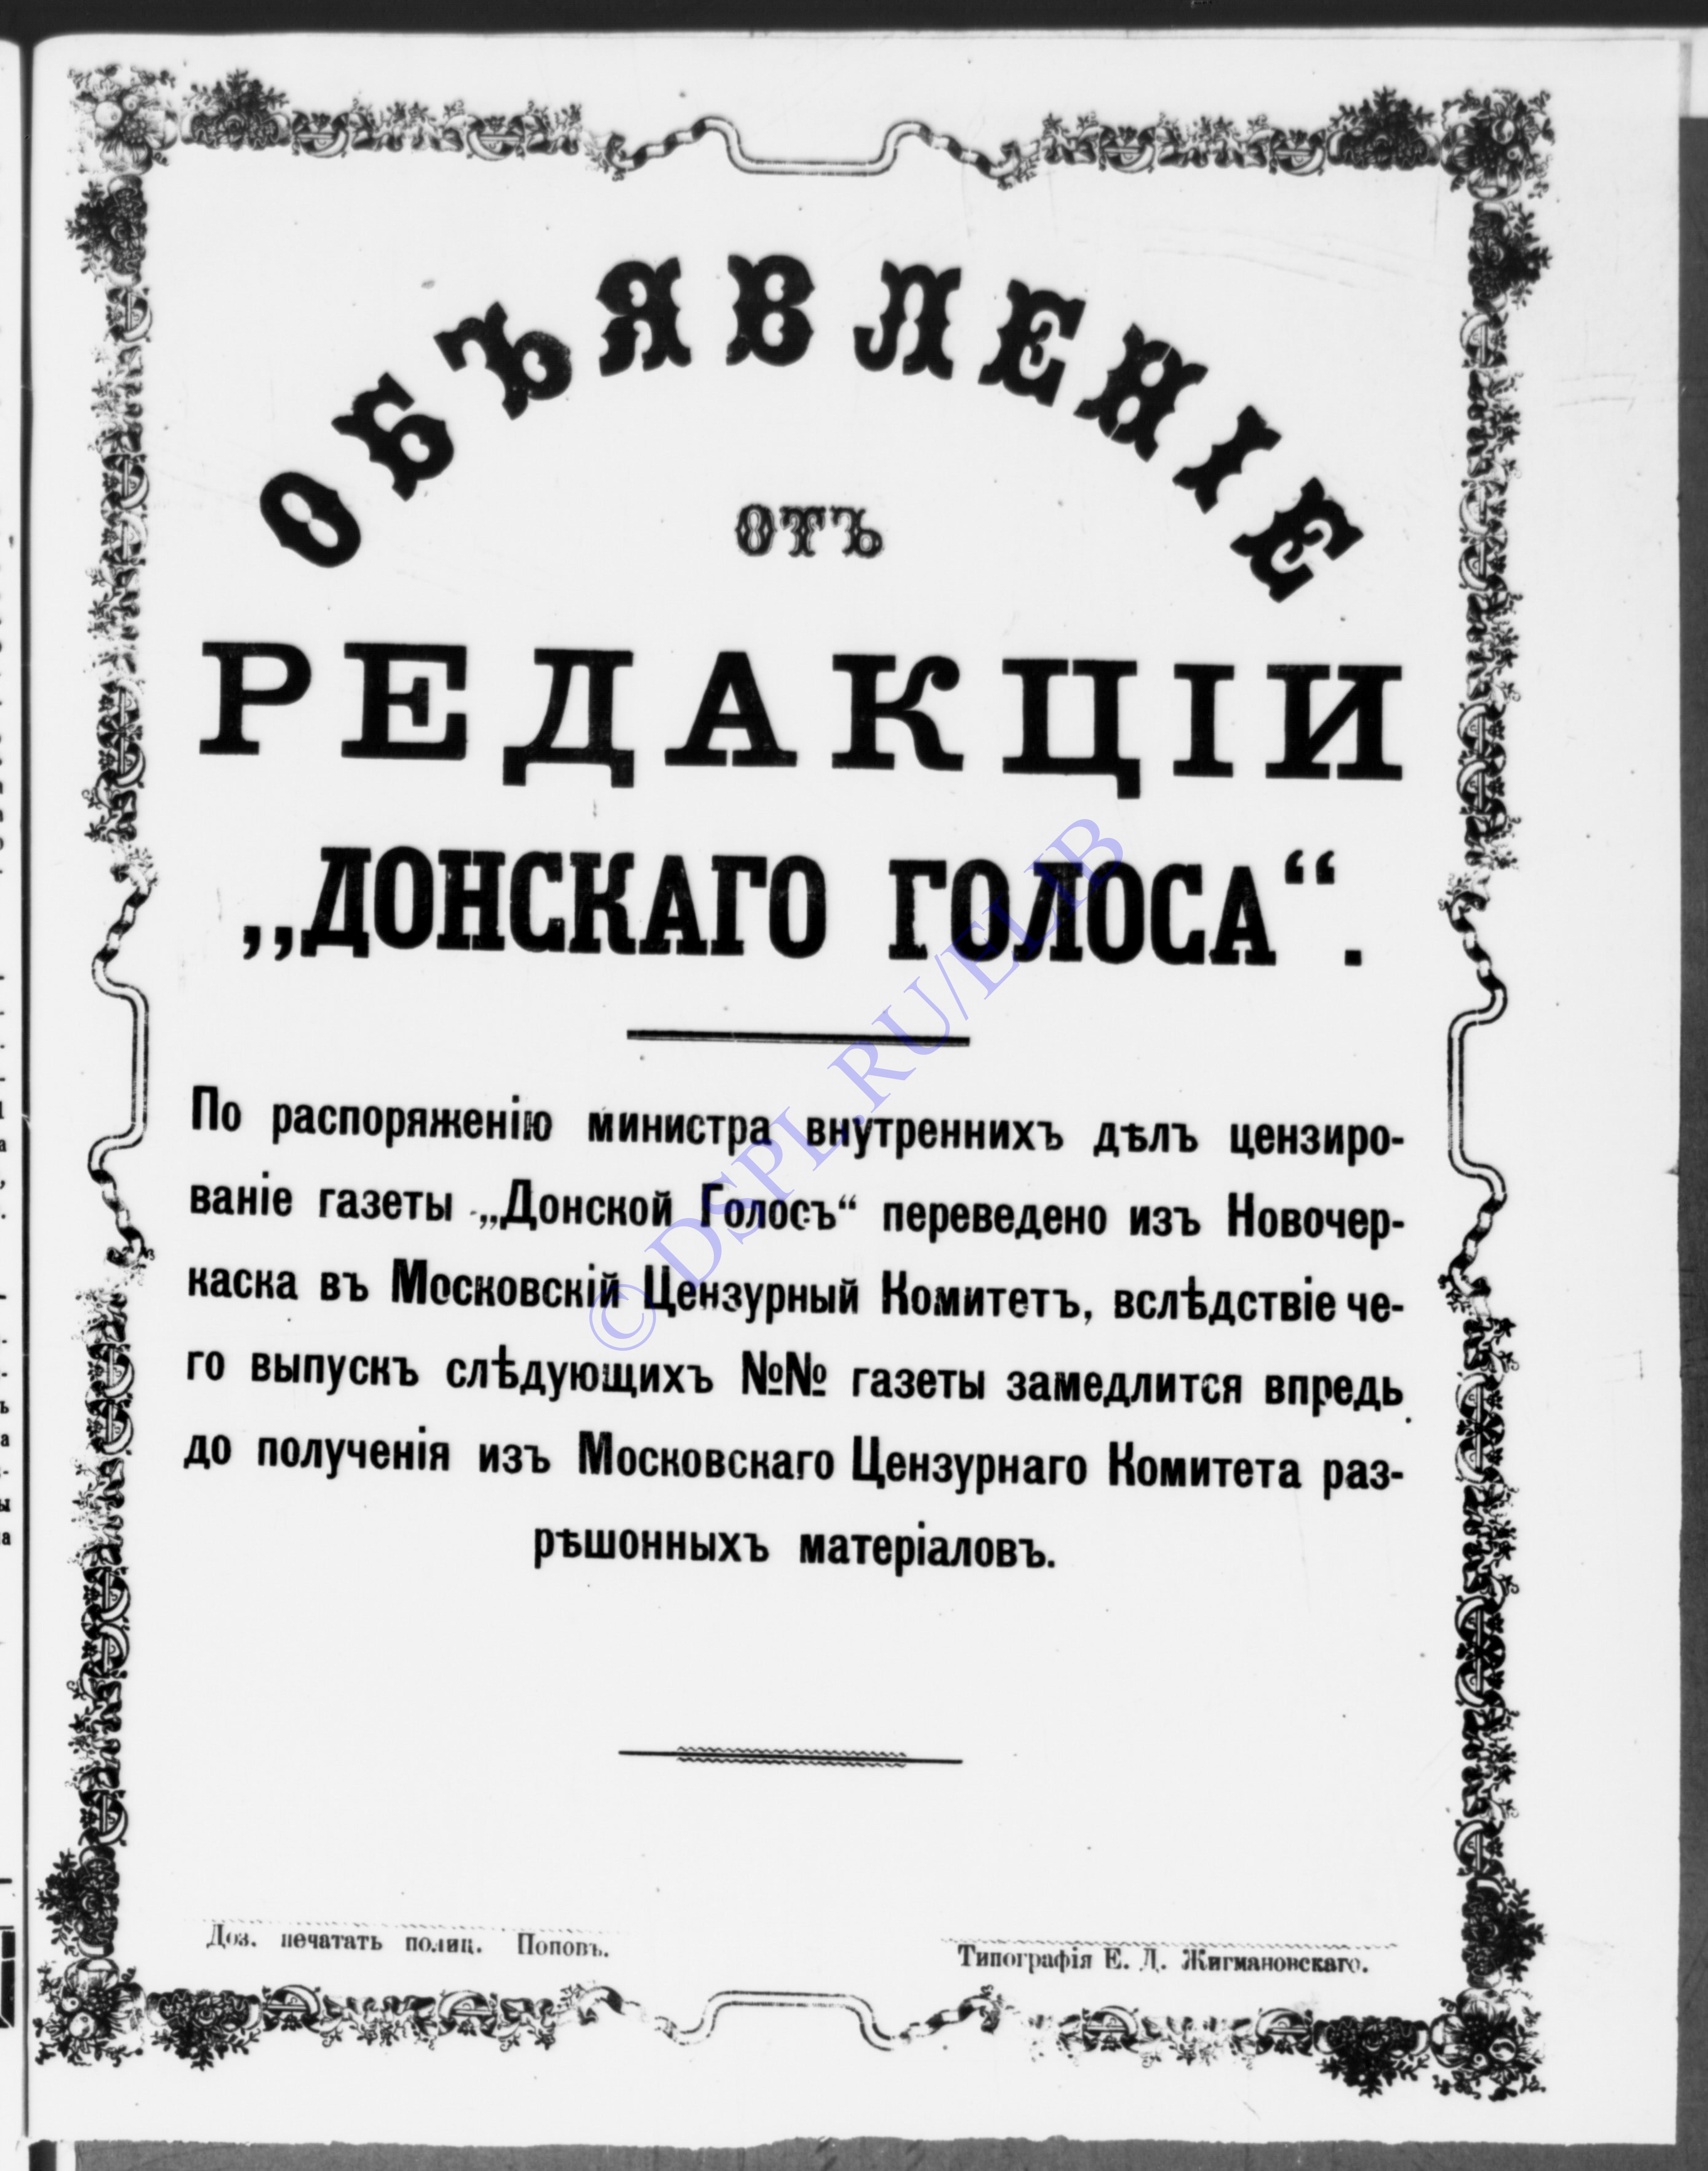 ОБЪЯВЛЕНІЕ
ОТЪ
РЕДАКЦІИ
„ДОНСКАГО ГОЛОСА“.
По распоряженію министра внутреннихъ дѣлъ цензиро-
ваніе газеты „Донской Голосъ“ переведено изъ Новочер-
каска въ Московскій Цензурный Комитетъ, вслѣдствіе че-
го выпускъ слѣдующихъ №№ газеты замедлится впредь
до полученія изъ Московскаго Цензурнаго Комитета раз-
рѣшонныхъ матеріаловъ.
Доз. печатать полиц. Поповъ.
Типографія Е. Д. Жигмановскаго.
© DSPL.RU/ELIB